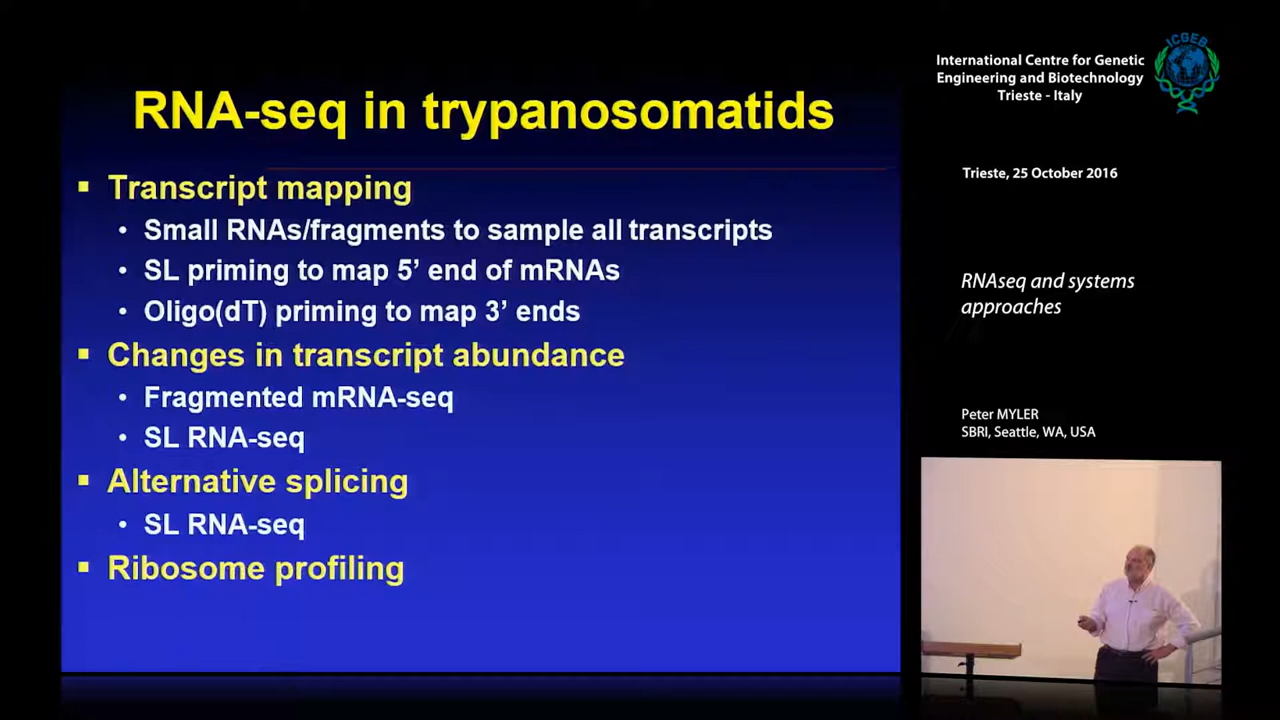 RNA-seq in trypanosomatids
▪ Transcript mapping
• Small RNAs/fragments to sample all transcripts
• SL priming to map 5’ end of mRNAs
• Oligo(dT) priming to map 3’ ends
▪ Changes in transcript abundance
• Fragmented mRNA-seq
• SL RNA-seq
▪ Alternative splicing
• SL RNA-seq
▪ Ribosome profiling
International Centre for Genetic
Engineering and Biotechnology
Trieste - Italy
ICGEB
Trieste, 25 October 2016
RNAseq and systems
approaches
Peter MYLER
SBRI, Seattle, WA, USA